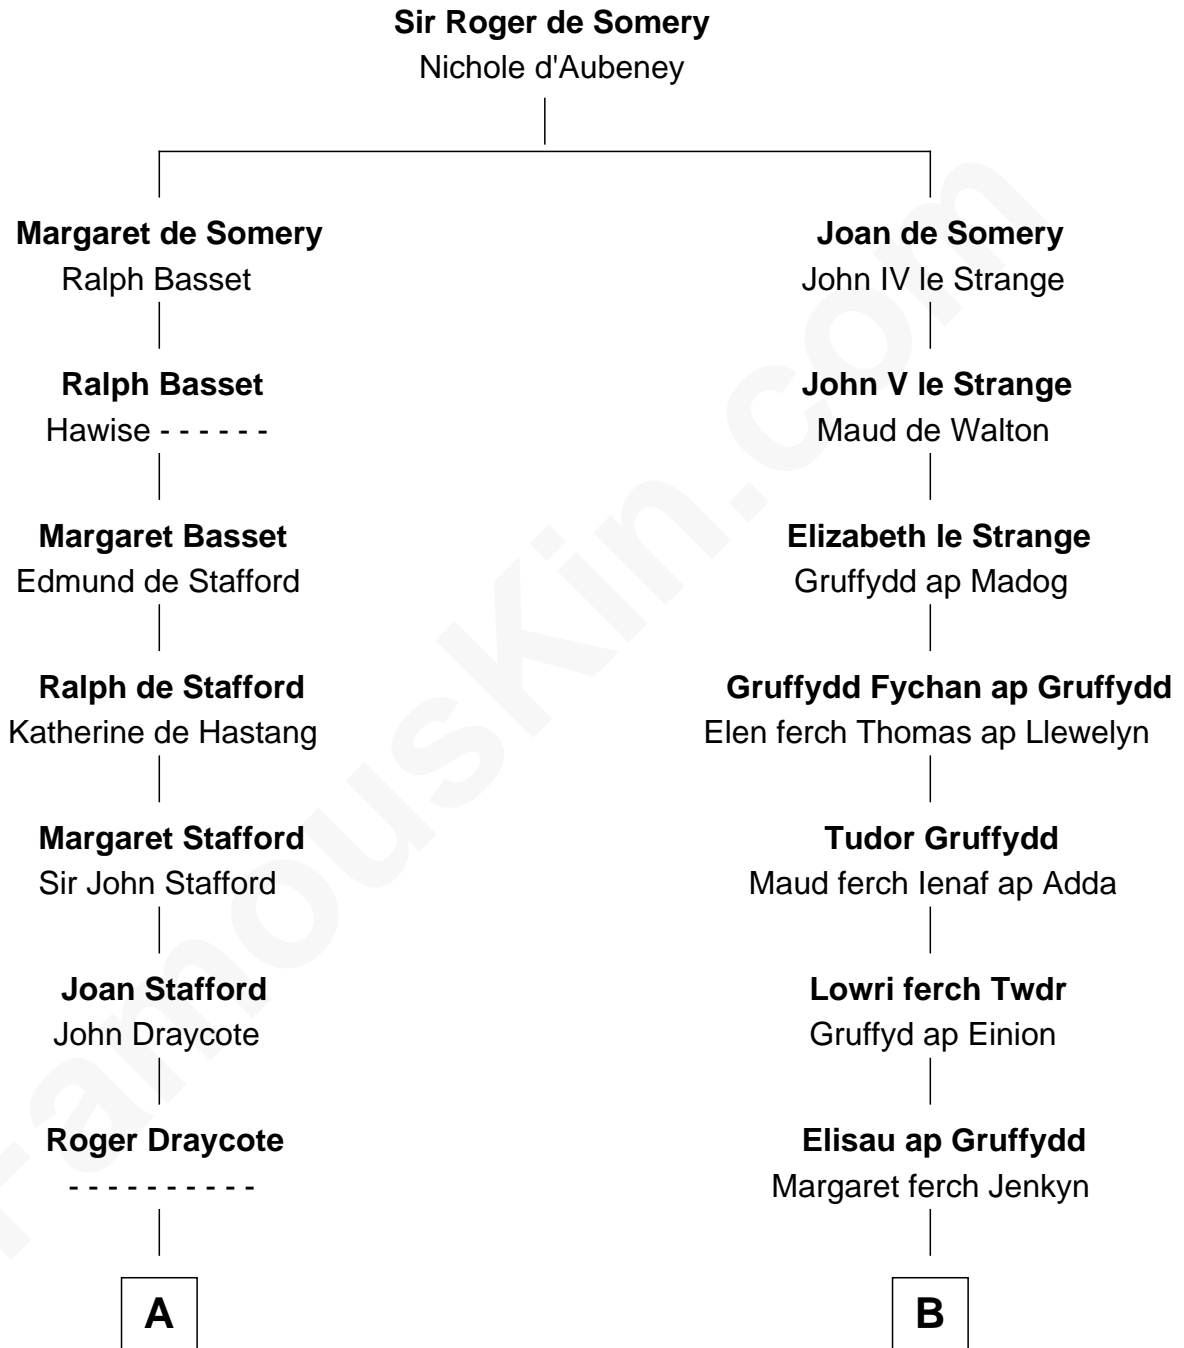 Sir Roger de Somery
Nichole d'Aubeney
Margaret de Somery
Ralph Basset
Ralph Basset
Hawise - - - - - -
Margaret Basset
Edmund de Stafford
Ralph de Stafford
Katherine de Hastang
Margaret Stafford
Sir John Stafford
Joan Stafford
John Draycote
Roger Draycote
- - - - - - - - - -
A
Joan de Somery
John IV le Strange
John V le Strange
Maud de Walton
Elizabeth le Strange
Gruffydd ap Madog
Gruffydd Fychan ap Gruffydd
Elen ferch Thomas ap Llewelyn
Tudor Gruffydd
Maud ferch Ienaf ap Adda
Lowri ferch Twdr
Gruffyd ap Einion
Elisau ap Gruffydd
Margaret ferch Jenkyn
B
FamousKin.com